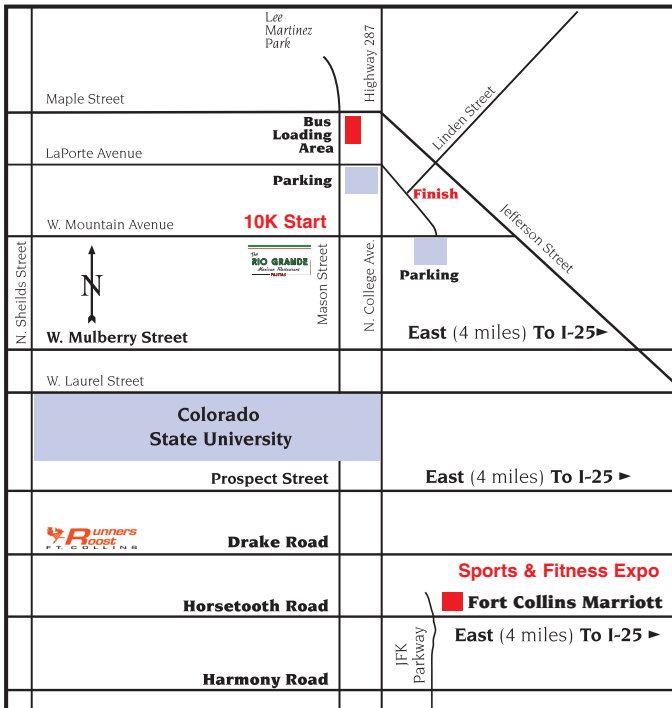 Lee
Martinez
Park
Highway 287
Maple Street
Bus
Loading
Area
Linden Street
LaPorte Avenue
Parking
Finish
W. Mountain Avenue
10K Start
Jefferson Street
N. Sheilds Street
N
The
RIO GRANDE
Mexican Restaurant
FAJITAS
Mason Street
N. College Ave.
Parking
W. Mulberry Street
East (4 miles) To I-25
W. Laurel Street
Colorado
State University
Prospect Street
East (4 miles) To I-25
Runners
Roost
FT. COLLINS
Drake Road
Sports & Fitness Expo
Fort Collins Marriott
Horsetooth Road
East (4 miles) To I-25
JFK
Parkway
Harmony Road